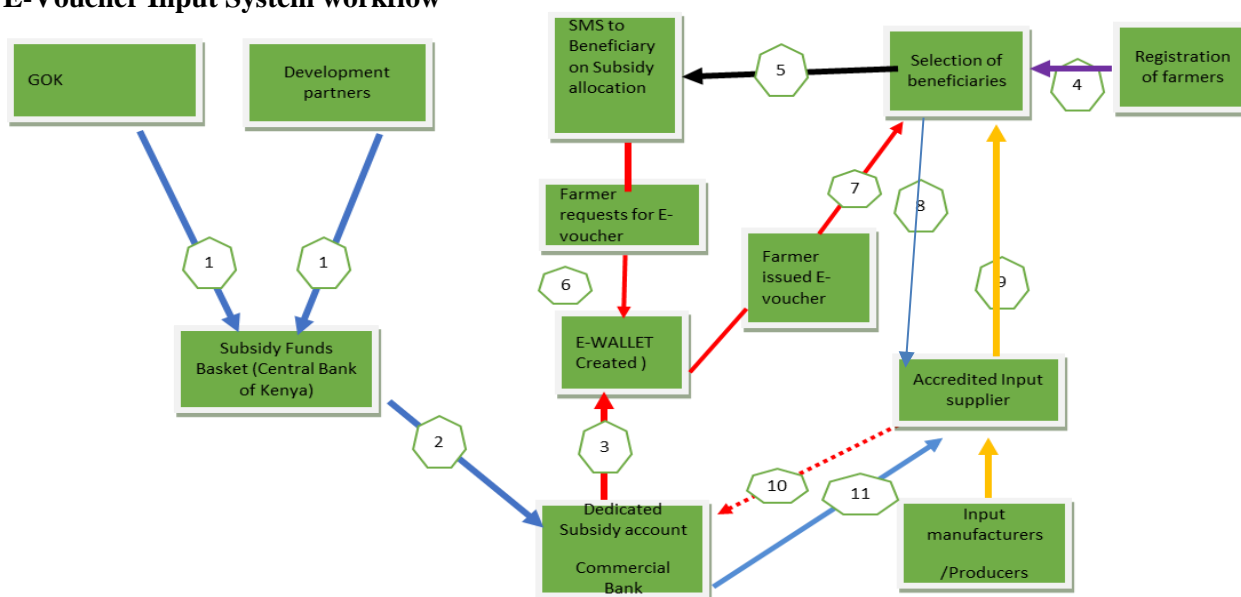 E-Voucher Input System workflow
GOK
Development
partners
SMS to
Beneficiary
on Subsidy
allocation
5
Selection of
beneficiaries
4
Registration
of farmers
1
1
Farmer
requests for E-
voucher
7
8
6
Farmer
issued E-
voucher
9
Subsidy Funds
Basket (Central Bank
of Kenya)
E-WALLET
Created )
Accredited Input
supplier
2
3
10
11
Dedicated
Subsidy account
Commercial
Bank
Input
manufacturers
/Producers